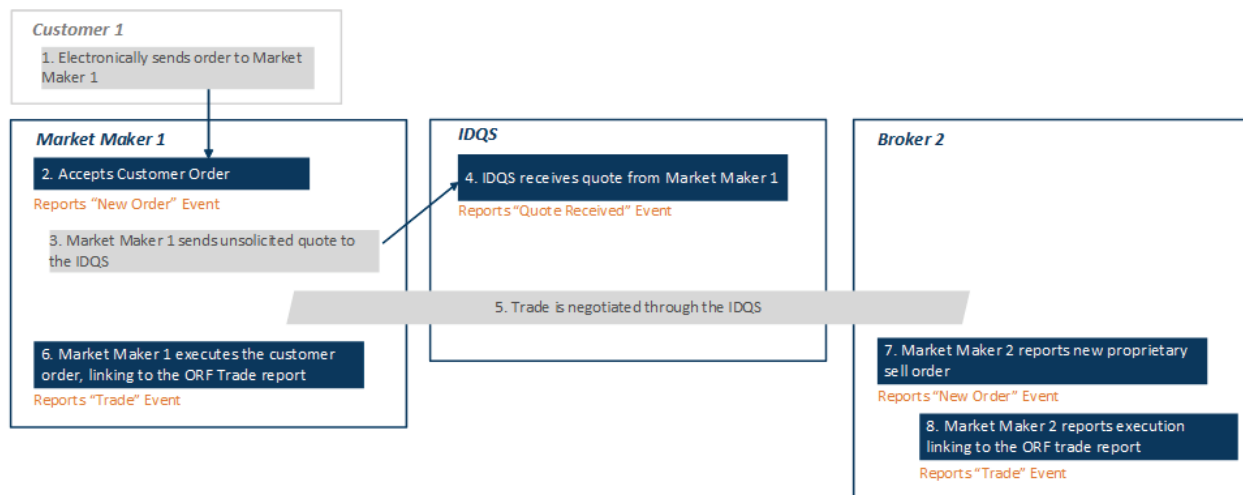 Customer 1
1. Electronically sends order to Market
Maker 1
Market Maker 1
2. Accepts Customer Order
Reports "New Order" Event
3. Market Maker 1 sends unsolicited quote to
the IDQS
IDQS
4. IDQS receives quote from Market Maker 1
Reports "Quote Received" Event
Broker 2
5. Trade is negotiated through the IDQS
6. Market Maker 1 executes the customer
order, linking to the ORF Trade report
Reports "Trade" Event
7. Market Maker 2 reports new proprietary
sell order
Reports "New Order" Event
8. Market Maker 2 reports execution
linking to the ORF trade report
Reports "Trade" Event